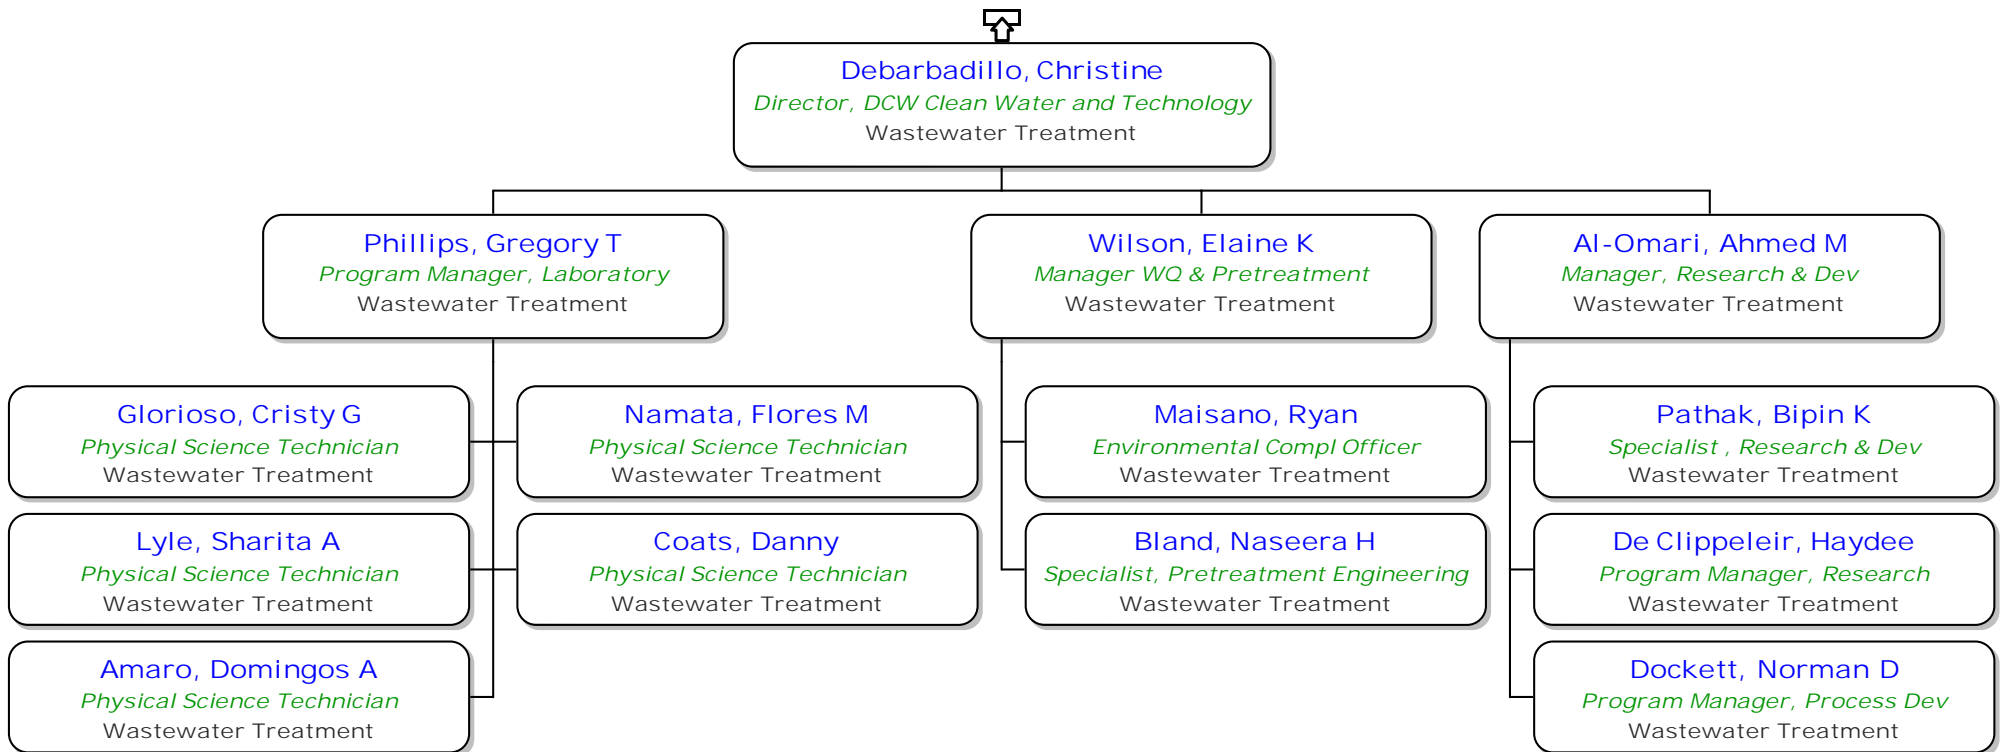 Debarbadillo, Christine
Director, DCW Clean Water and Technology
Wastewater Treatment
Phillips, Gregory T
Program Manager, Laboratory
Wastewater Treatment
Wilson, Elaine K
Manager WQ & Pretreatment
Wastewater Treatment
Al-Omari, Ahmed M
Manager, Research & Dev
Wastewater Treatment
Glorioso, Cristy G
Physical Science Technician
Wastewater Treatment
Namata, Flores M
Physical Science Technician
Wastewater Treatment
Maisano, Ryan
Environmental Compl Officer
Wastewater Treatment
Pathak, Bipin K
Specialist , Research & Dev
Wastewater Treatment
Lyle, Sharita A
Physical Science Technician
Wastewater Treatment
Coats, Danny
Physical Science Technician
Wastewater Treatment
Bland, Naseera H
Specialist, Pretreatment Engineering
Wastewater Treatment
De Clippeleir, Haydee
Program Manager, Research
Wastewater Treatment
Amaro, Domingos A
Physical Science Technician
Wastewater Treatment
Dockett, Norman D
Program Manager, Process Dev
Wastewater Treatment